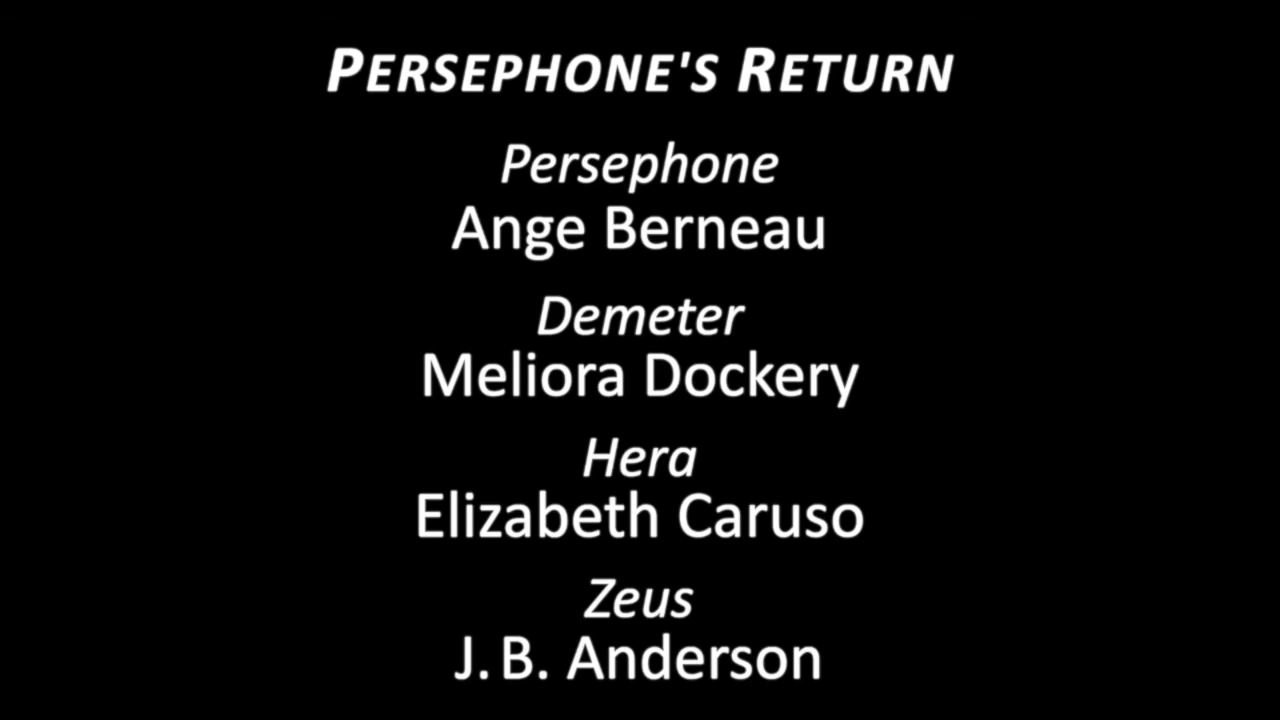 PERSEPHONE'S RETURN
Persephone
Ange Berneau
Demeter
Meliora Dockery
Hera
Elizabeth Caruso
Zeus
J. B. Anderson